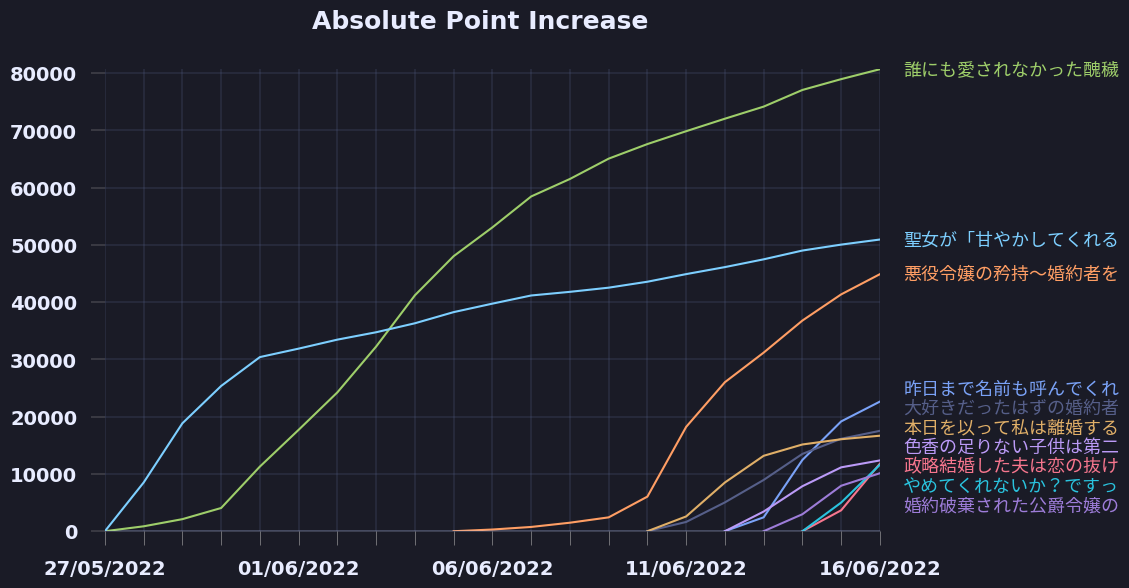 Absolute Point Increase
80000
70000
60000
50000
40000
30000
20000
10000
0
27/05/2022
01/06/2022
06/06/2022
11/06/2022
16/06/2022
誰にも愛されなかった醜穢
聖女が「甘やかしてくれる
悪役令嬢の矜持～婚約者を
昨日まで名前も呼んでくれ
大好きだったはずの婚約者
本日を以って私は離婚する
色香の足りない子供は第二
政略結婚した夫は恋の抜け
やめてくれないか？ですっ
婚約破棄された公爵令嬢の